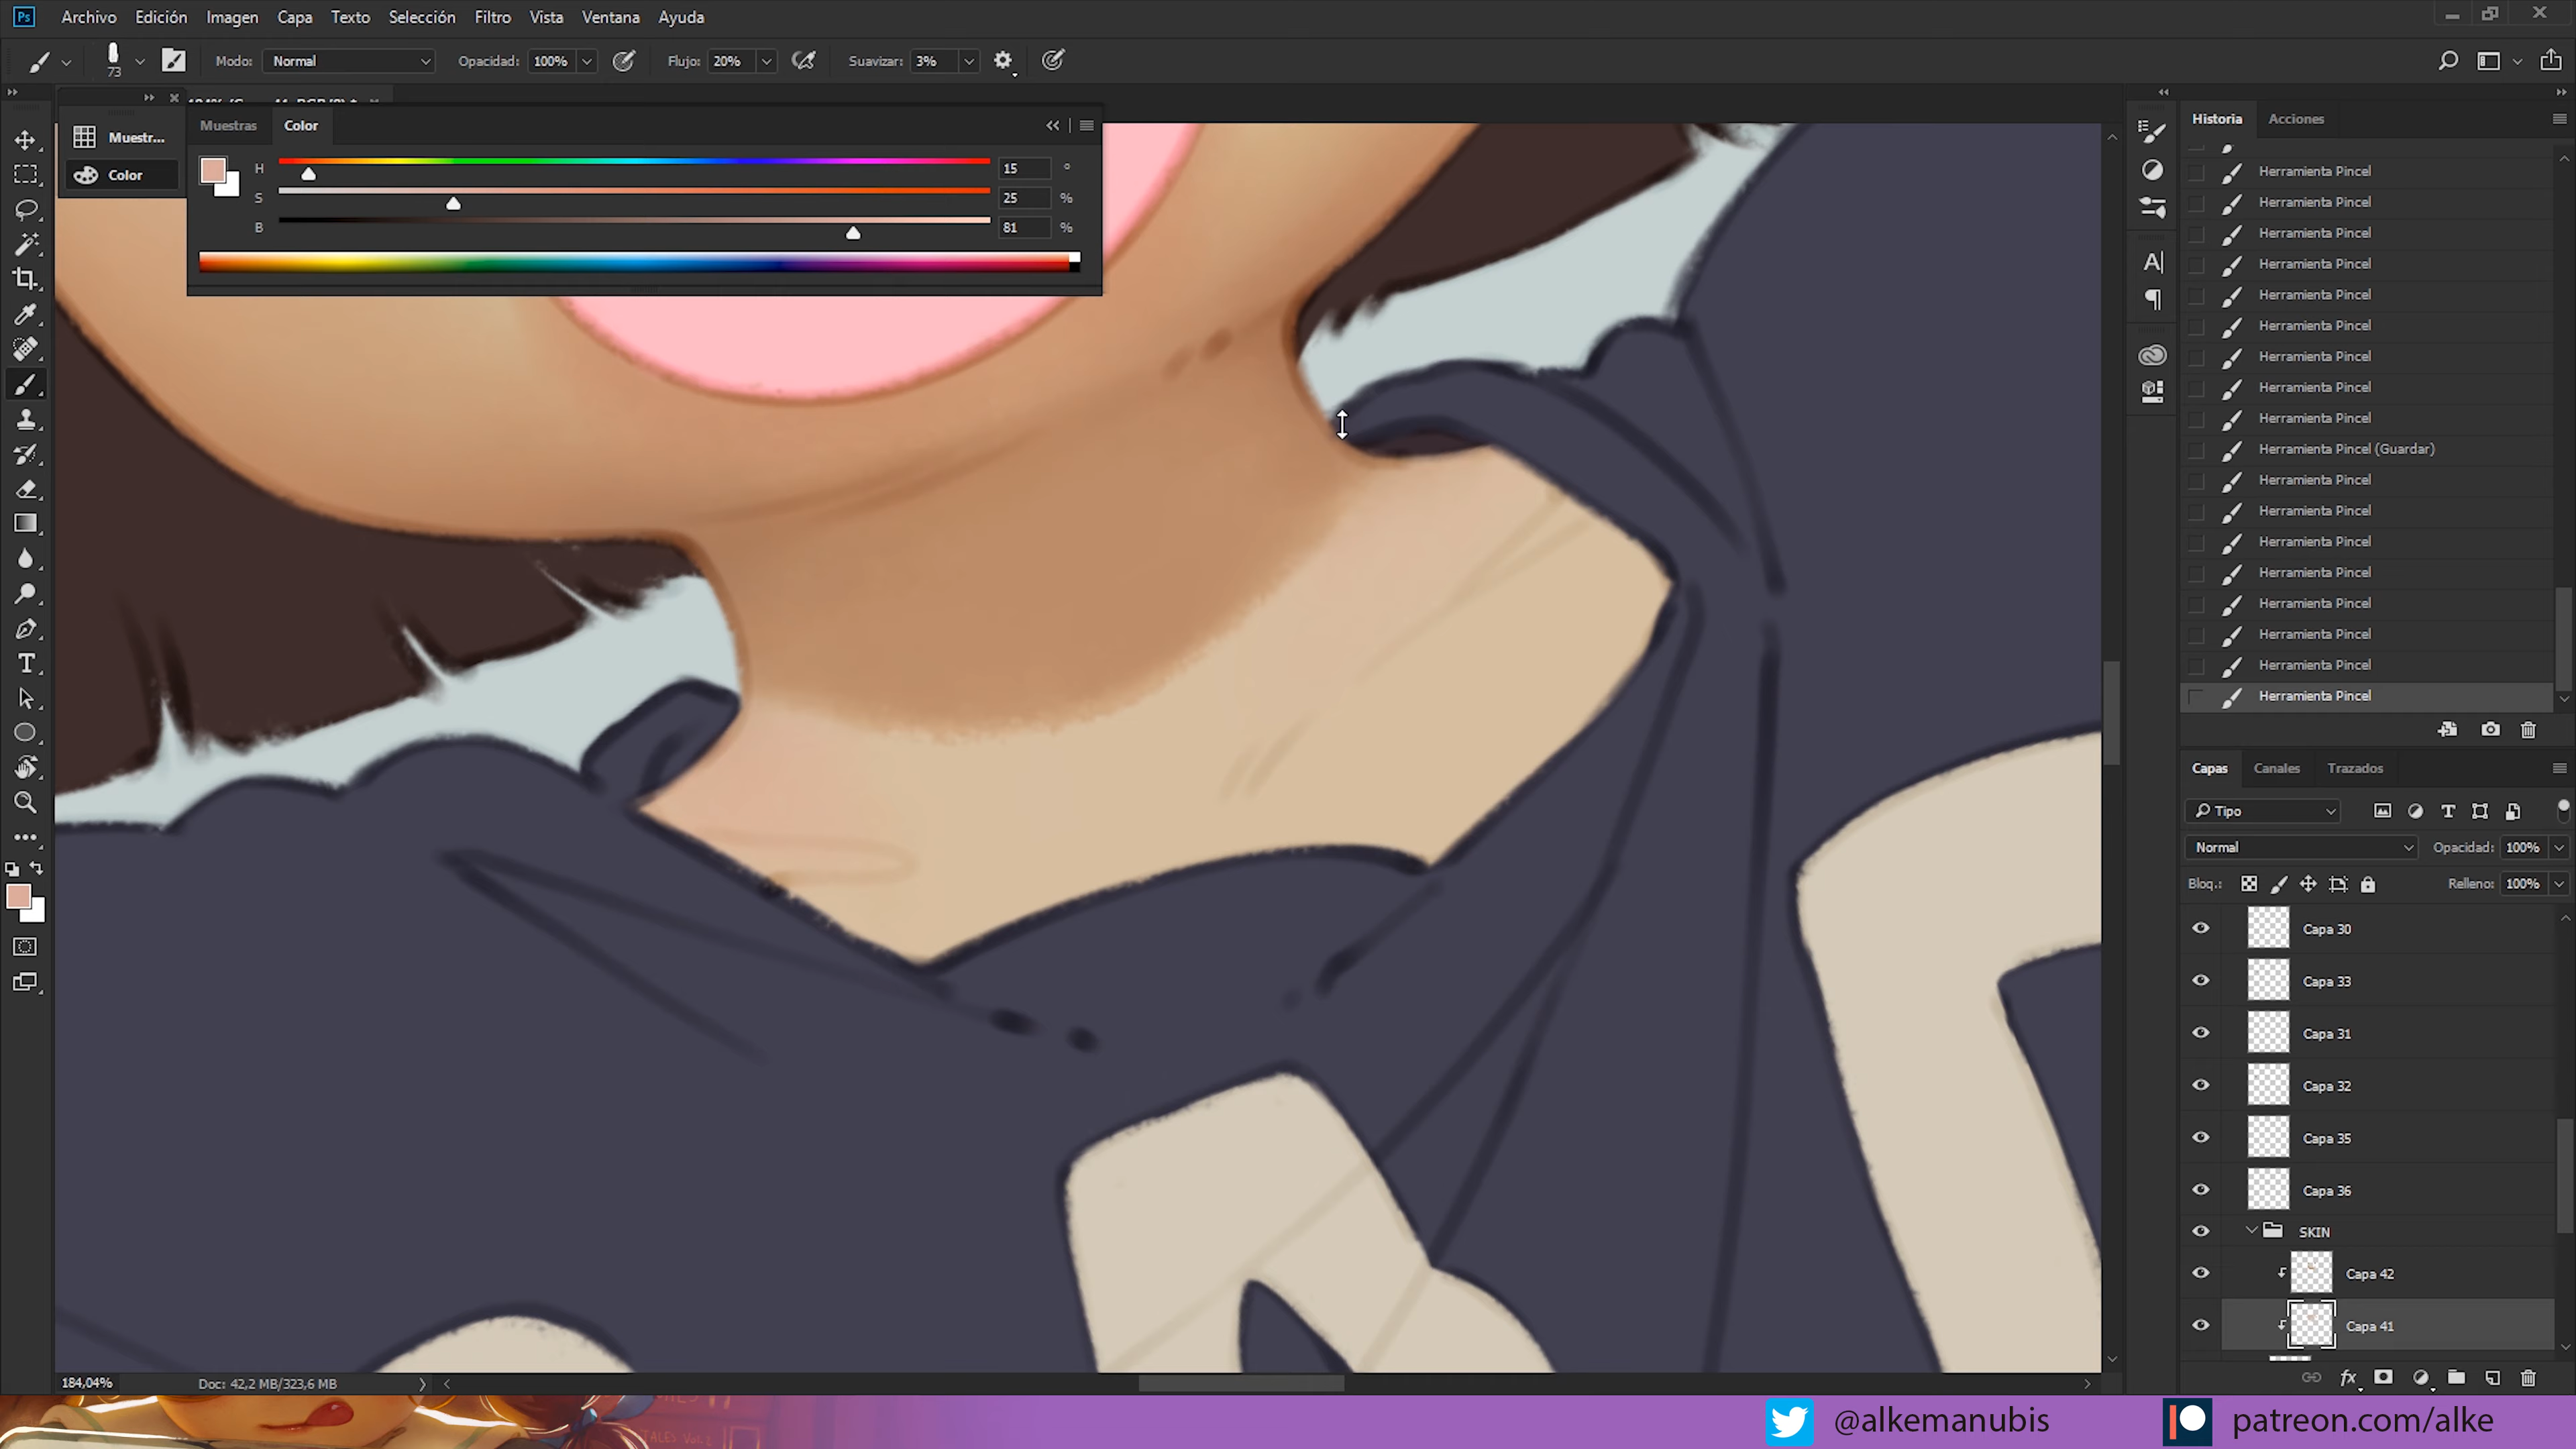 Ps Archivo Edición Imagen Capa Texto Selección Filtro Vista Ventana Ayuda
73 Modo: Normal Opacidad: 100% Flujo: 20% Suavizar: 3%
Muestr...
Color
Muestras Color
H 15 °
S 25 %
B 81 %
Historia Acciones
Herramienta Pincel
Herramienta Pincel
Herramienta Pincel
Herramienta Pincel
Herramienta Pincel
Herramienta Pincel
Herramienta Pincel
Herramienta Pincel
Herramienta Pincel
Herramienta Pincel (Guardar)
Herramienta Pincel
Herramienta Pincel
Herramienta Pincel
Herramienta Pincel
Herramienta Pincel
Herramienta Pincel
Herramienta Pincel
Herramienta Pincel
Capas Canales Trazados
Tipo
Normal Opacidad: 100%
Bloq.: Relleno: 100%
Capa 30
Capa 33
Capa 31
Capa 32
Capa 35
Capa 36
SKIN
Capa 42
Capa 41
184,04% Doc: 42,2 MB/323,6 MB
@alkemanubis patreon.com/alke